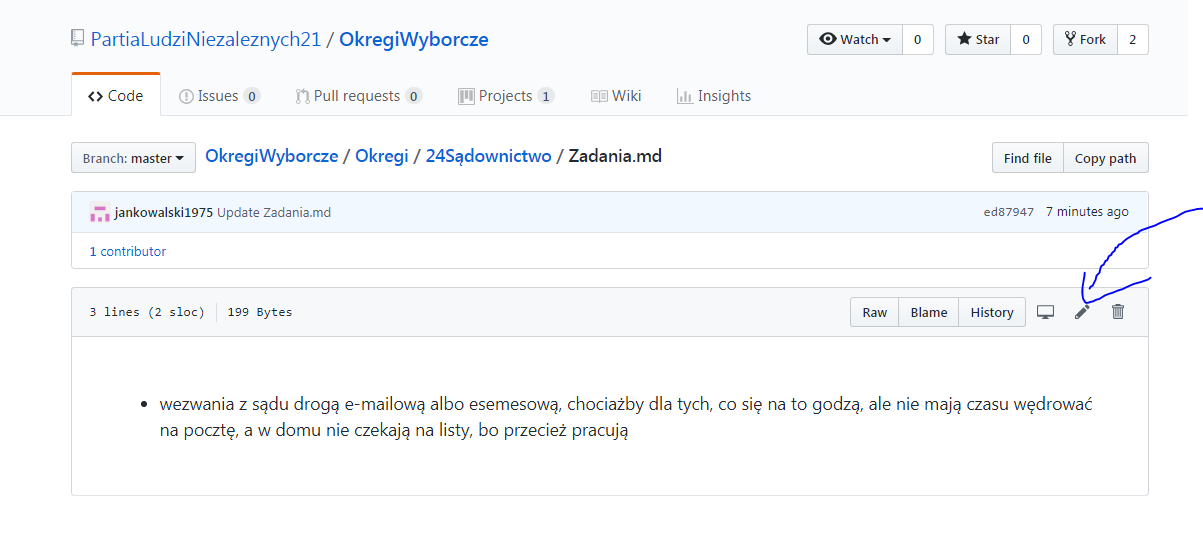 PartiaLudziNiezaleznych21 / OkregiWyborcze
Watch 0 Star 0 Fork 2
Code Issues 0 Pull requests 0 Projects 1 Wiki Insights
Branch: master OkregiWyborcze / Okregi / 24Sądownictwo / Zadania.md Find file Copy path
jankowalski1975 Update Zadania.md ed87947 7 minutes ago
1 contributor
3 lines (2 sloc) 199 Bytes Raw Blame History
• wezwania z sądu drogą e-mailową albo esemesową, chociażby dla tych, co się na to godzą, ale nie mają czasu wędrować
na pocztę, a w domu nie czekają na listy, bo przecież pracują